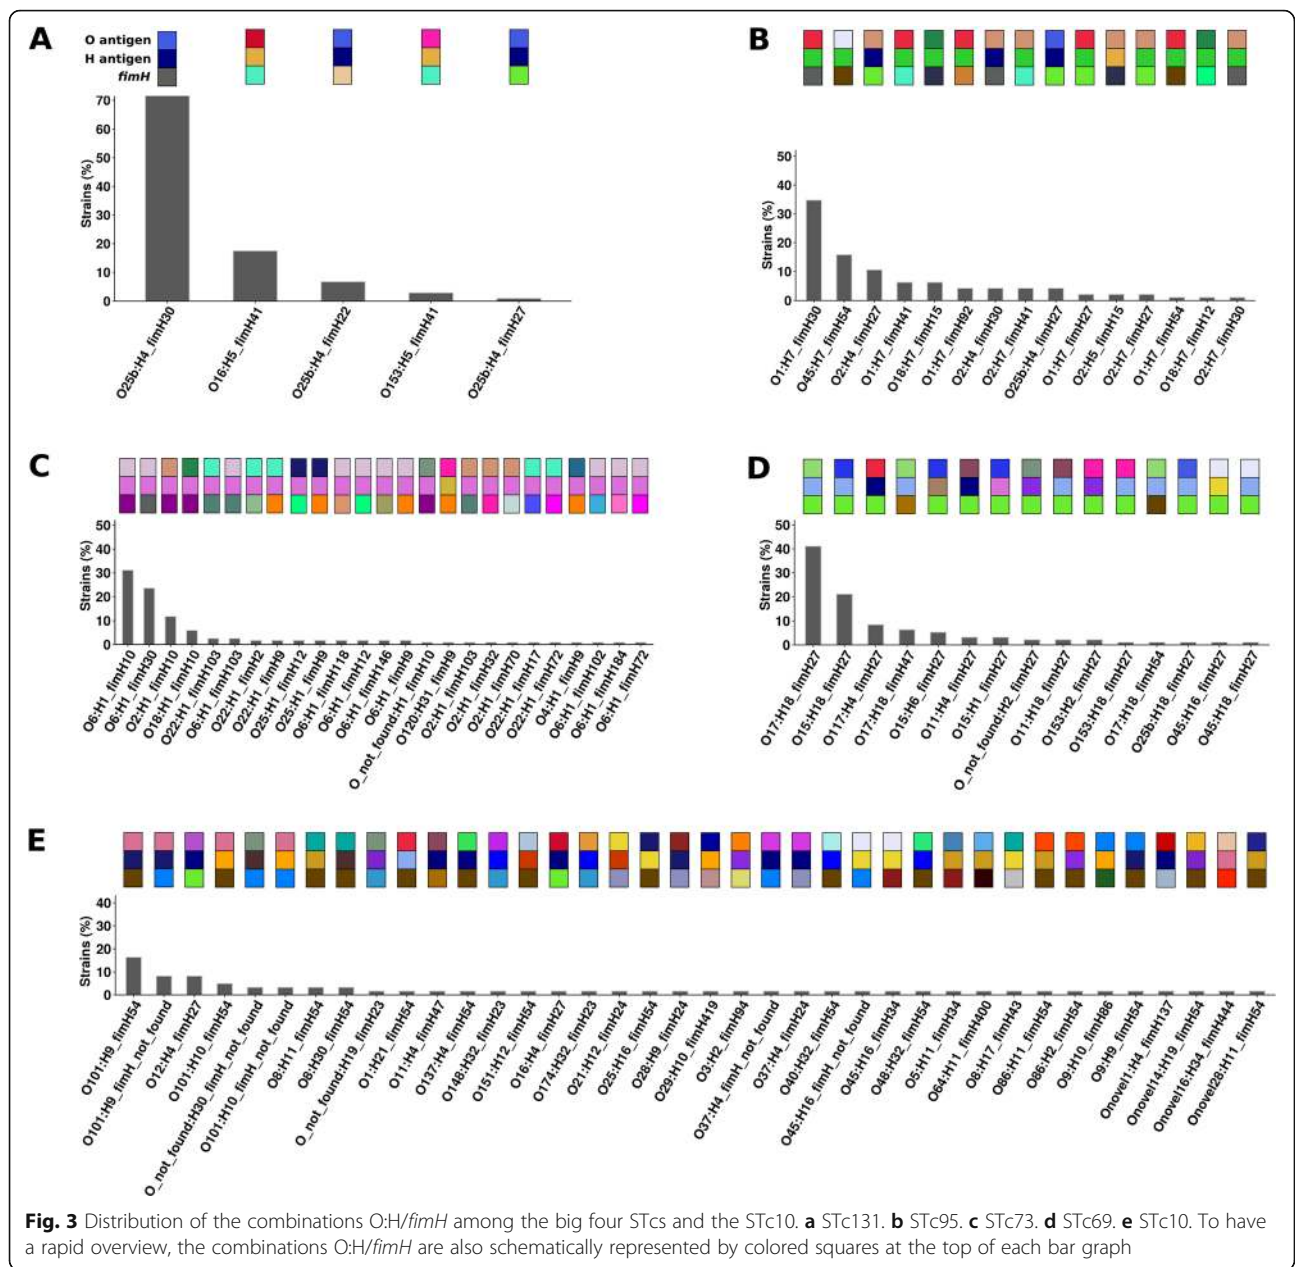 A
O antigen
H antigen
fimH
Strains (%)
70
60
50
40
30
20
10
0
O25b:H4_fimH30
O16:H5_fimH41
O25b:H4_fimH22
O153:H5_fimH41
O25b:H4_fimH27
B
Strains (%)
50
40
30
20
10
0
O1:H7_fimH30
O45:H7_fimH54
O2:H4_fimH27
O1:H7_fimH41
O18:H7_fimH15
O1:H7_fimH92
O2:H4_fimH30
O2:H7_fimH41
O25b:H4_fimH27
O1:H7_fimH27
O2:H5_fimH15
O2:H7_fimH27
O1:H7_fimH54
O18:H7_fimH12
O2:H7_fimH30
C
Strains (%)
50
40
30
20
10
0
O6:H1_fimH10
O6:H1_fimH30
O2:H1_fimH10
O18:H1_fimH10
O22:H1_fimH103
O6:H1_fimH103
O22:H1_fimH2
O22:H1_fimH9
O25:H1_fimH12
O25:H1_fimH9
O6:H1_fimH118
O6:H1_fimH12
O6:H1_fimH146
O6:H1_fimH9
O_not_found:H1_fimH10
O120:H31_fimH9
O2:H1_fimH103
O2:H1_fimH32
O2:H1_fimH70
O22:H1_fimH17
O22:H1_fimH72
O4:H1_fimH9
O6:H1_fimH102
O6:H1_fimH184
O6:H1_fimH72
D
Strains (%)
50
40
30
20
10
0
O17:H18_fimH27
O15:H18_fimH27
O117:H4_fimH27
O17:H18_fimH47
O15:H6_fimH27
O11:H4_fimH27
O15:H1_fimH27
O_not_found:H2_fimH27
O11:H18_fimH27
O153:H2_fimH27
O153:H18_fimH27
O17:H18_fimH54
O25b:H18_fimH27
O45:H16_fimH27
O45:H18_fimH27
E
Strains (%)
40
30
20
10
0
O101:H9_fimH54
O101:H9_fimH_not_found
O12:H4_fimH27
O101:H10_fimH54
O_not_found:H30_fimH_not_found
O101:H10_fimH_not_found
O8:H11_fimH54
O8:H30_fimH54
O_not_found:H19_fimH23
O1:H21_fimH54
O11:H4_fimH47
O137:H4_fimH54
O148:H32_fimH23
O151:H12_fimH54
O16:H4_fimH27
O174:H32_fimH23
O21:H12_fimH24
O25:H16_fimH54
O28:H9_fimH24
O29:H10_fimH419
O3:H2_fimH94
O37:H4_fimH_not_found
O37:H4_fimH24
O40:H32_fimH54
O45:H16_fimH_not_found
O45:H16_fimH34
O48:H32_fimH54
O5:H11_fimH34
O64:H11_fimH400
O8:H17_fimH43
O86:H11_fimH54
O86:H2_fimH54
O9:H10_fimH86
O9:H9_fimH54
Onovel1:H4_fimH137
Onovel14:H19_fimH54
Onovel16:H34_fimH444
Onovel28:H11_fimH54
Fig. 3 Distribution of the combinations O:H/fimH among the big four STcs and the STc10. a STc131. b STc95. c STc73. d STc69. e STc10. To have
a rapid overview, the combinations O:H/fimH are also schematically represented by colored squares at the top of each bar graph